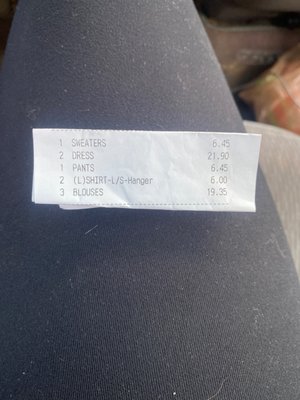 1 SWEATERS 6.45
2 DRESS 21.90
1 PANTS 6.45
2 (L)SHIRT-L/S-Hanger 6.00
3 BLOUSES 19.35